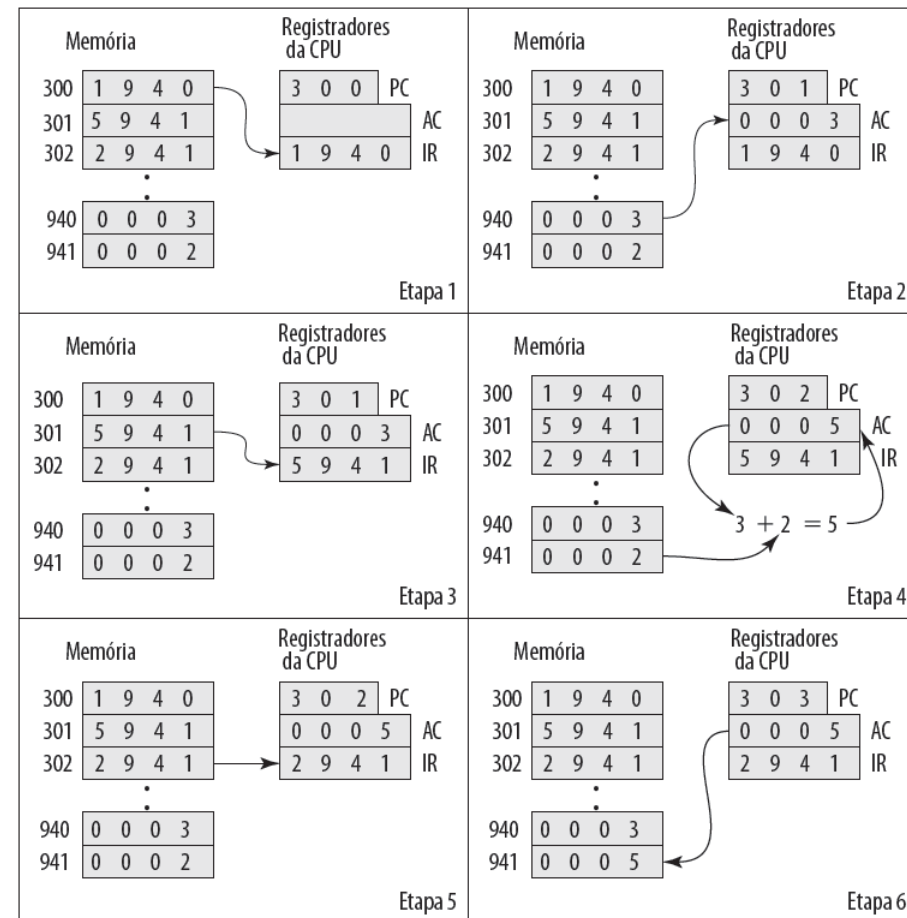 Memória
Registradores
da CPU
300 1 9 4 0 3 0 0 PC
301 5 9 4 1 AC
302 2 9 4 1 1 9 4 0 IR
940 0 0 0 3
941 0 0 0 2
Etapa 1
Memória
Registradores
da CPU
300 1 9 4 0 3 0 1 PC
301 5 9 4 1 0 0 0 3 AC
302 2 9 4 1 1 9 4 0 IR
940 0 0 0 3
941 0 0 0 2
Etapa 2
Memória
Registradores
da CPU
300 1 9 4 0 3 0 1 PC
301 5 9 4 1 0 0 0 3 AC
302 2 9 4 1 5 9 4 1 IR
940 0 0 0 3
941 0 0 0 2
Etapa 3
Memória
Registradores
da CPU
300 1 9 4 0 3 0 2 PC
301 5 9 4 1 0 0 0 5 AC
302 2 9 4 1 5 9 4 1 IR
940 0 0 0 3 3 + 2 = 5
941 0 0 0 2
Etapa 4
Memória
Registradores
da CPU
300 1 9 4 0 3 0 2 PC
301 5 9 4 1 0 0 0 5 AC
302 2 9 4 1 2 9 4 1 IR
940 0 0 0 3
941 0 0 0 2
Etapa 5
Memória
Registradores
da CPU
300 1 9 4 0 3 0 3 PC
301 5 9 4 1 0 0 0 5 AC
302 2 9 4 1 2 9 4 1 IR
940 0 0 0 3
941 0 0 0 5
Etapa 6